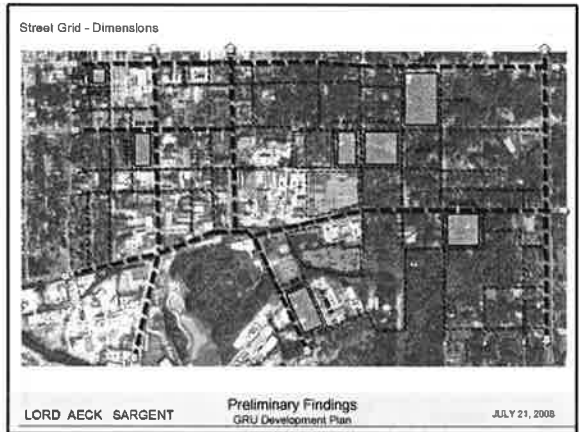 Street Grid - Dimensions
Preliminary Findings
GRU Development Plan
LORD AECK SARGENT
JULY 21, 2008